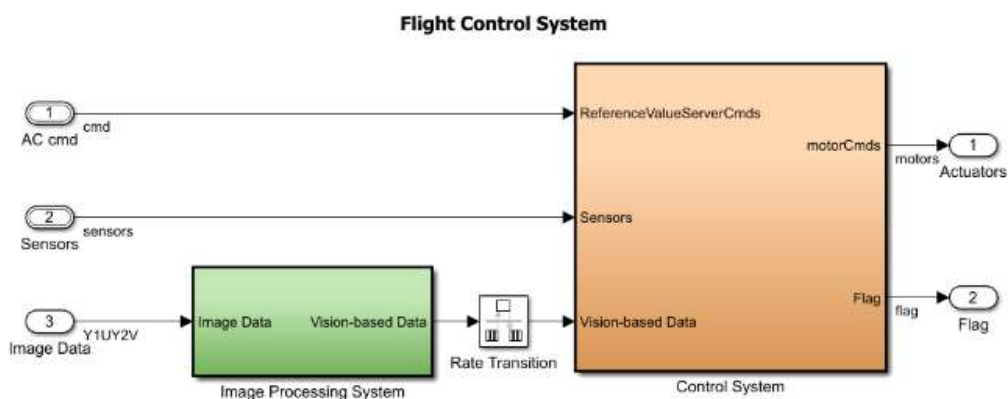 Flight Control System
1
cmd
AC cmd
ReferenceValueServerCmds
motorCmds
motors
1
Actuators
2
sensors
Sensors
Sensors
3
Y1UY2V
Image Data
Image Data
Vision-based Data
Image Processing System
Rate Transition
Vision-based Data
Flag
flag
2
Flag
Control System